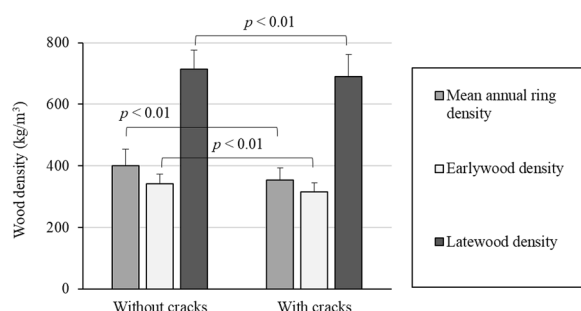 p < 0.01
800
600
400
200
0
Wood density (kg/m³)
p < 0.01
p < 0.01
Without cracks
With cracks
Mean annual ring
density
Earlywood density
Latewood density